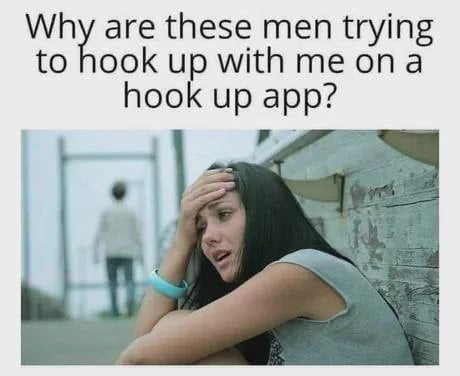 Why are these men trying
to hook up with me on a
hook up app?